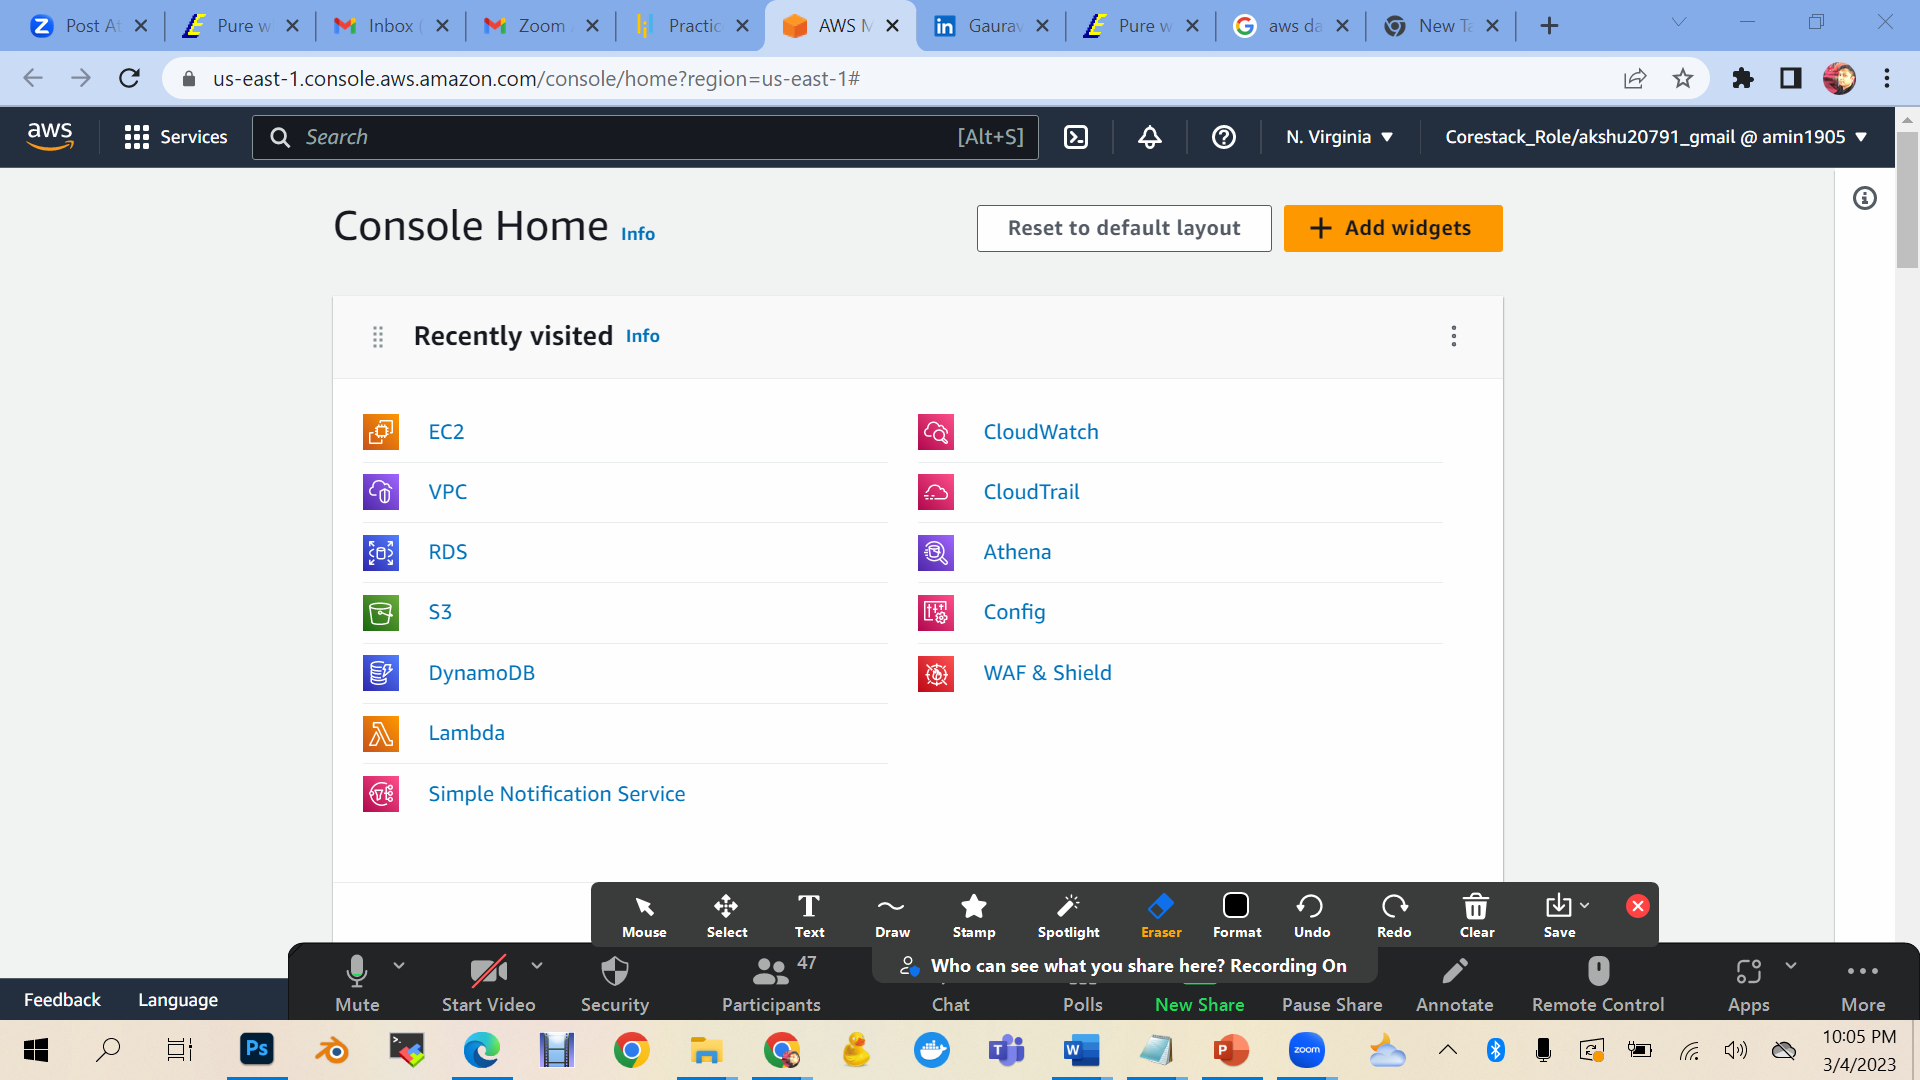 Post At
Pure w
Inbox (
Zoom
Practic
AWS M
Gaurav
Pure w
aws da
New Ta
us-east-1.console.aws.amazon.com/console/home?region=us-east-1#
aws
Services
Search
[Alt+S]
N. Virginia
Corestack_Role/akshu20791_gmail @ amin1905
Console Home Info
Reset to default layout
Add widgets
Recently visited Info
EC2
CloudWatch
VPC
CloudTrail
RDS
Athena
S3
Config
DynamoDB
WAF & Shield
Lambda
Simple Notification Service
Mouse
Select
Text
Draw
Stamp
Spotlight
Eraser
Format
Undo
Redo
Clear
Save
Who can see what you share here? Recording On
47
Feedback
Language
Mute
Start Video
Security
Participants
Chat
Polls
New Share
Pause Share
Annotate
Remote Control
Apps
More
Ps
zoom
10:05 PM
3/4/2023